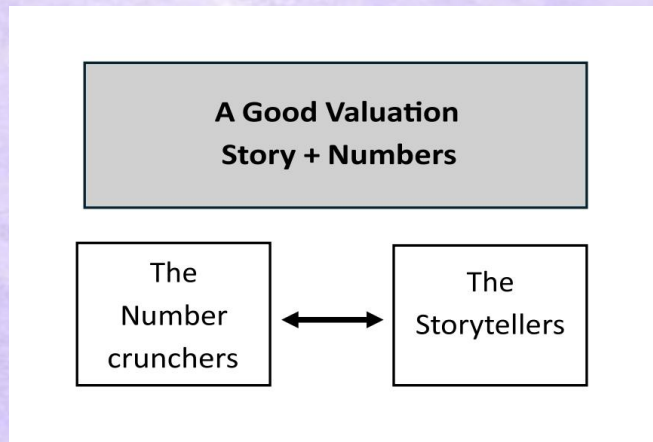 A Good Valuation
Story + Numbers
The
Number
crunchers
The
Storytellers